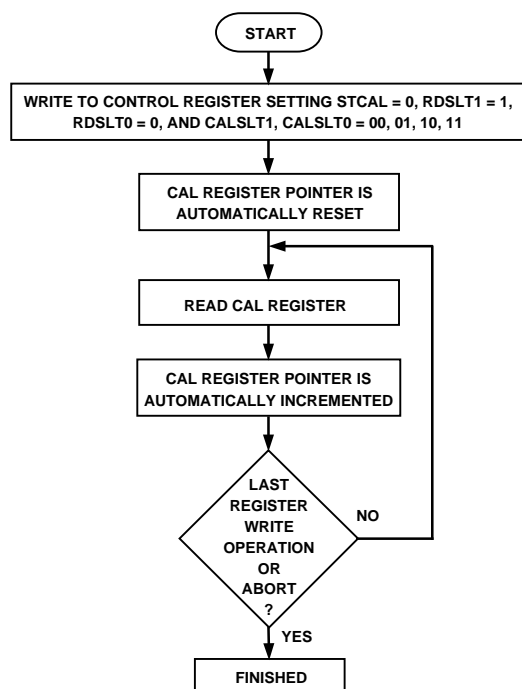 START
WRITE TO CONTROL REGISTER SETTING STCAL = 0, RDSLT1 = 1,
RDSLT0 = 0, AND CALSLT1, CALSLT0 = 00, 01, 10, 11
CAL REGISTER POINTER IS
AUTOMATICALLY RESET
READ CAL REGISTER
CAL REGISTER POINTER IS
AUTOMATICALLY INCREMENTED
LAST
REGISTER
WRITE
OPERATION
OR
ABORT
?
NO
YES
FINISHED